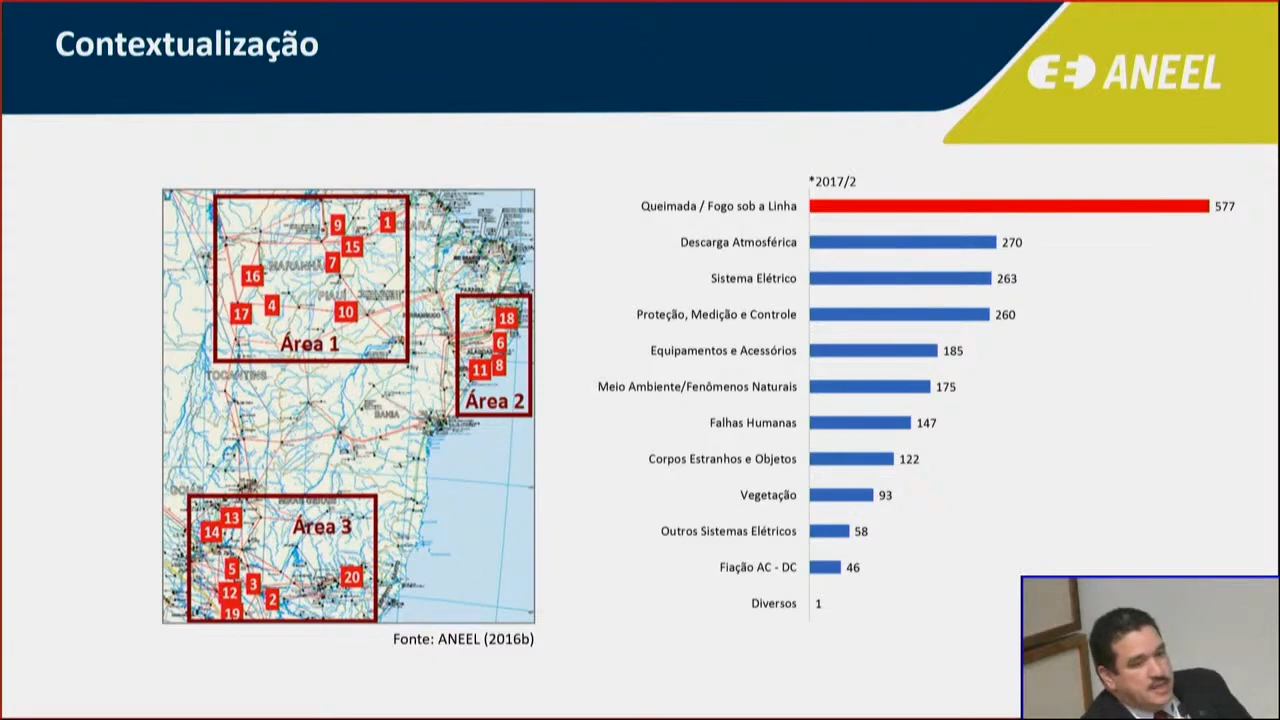 Contextualização
ANEEL
9
1
15
MARANHÃO
7
16
PIAUÍ
4
17
10
Área 1
18
6
11
8
Área 2
TOCANTINS
BAHIA
13
14
Área 3
5
3
20
12
2
19
Fonte: ANEEL (2016b)
*2017/2
Queimada / Fogo sob a Linha 577
Descarga Atmosférica 270
Sistema Elétrico 263
Proteção, Medição e Controle 260
Equipamentos e Acessórios 185
Meio Ambiente/Fenômenos Naturais 175
Falhas Humanas 147
Corpos Estranhos e Objetos 122
Vegetação 93
Outros Sistemas Elétricos 58
Fiação AC - DC 46
Diversos 1